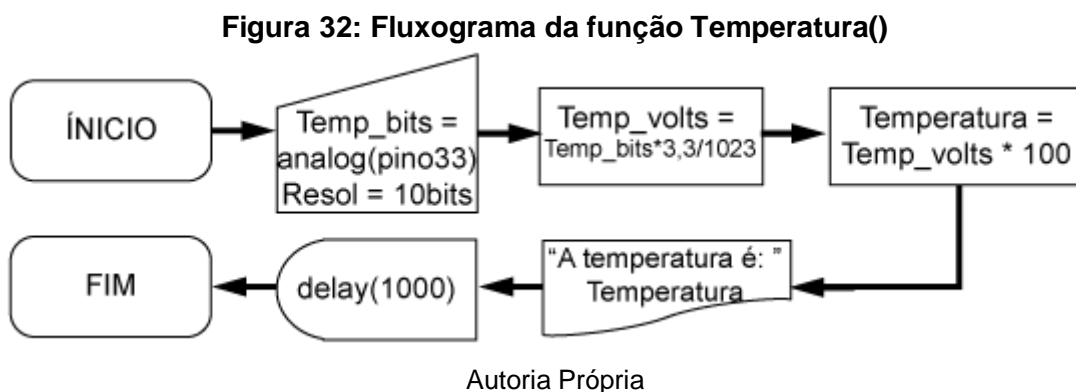 Figura 32: Fluxograma da função Temperatura()
ÍNICIO
Temp_bits =
analog(pino33)
Resol = 10bits
Temp_volts =
Temp_bits*3,3/1023
Temperatura =
Temp_volts * 100
“A temperatura é: ”
Temperatura
delay(1000)
FIM
Autoria Própria